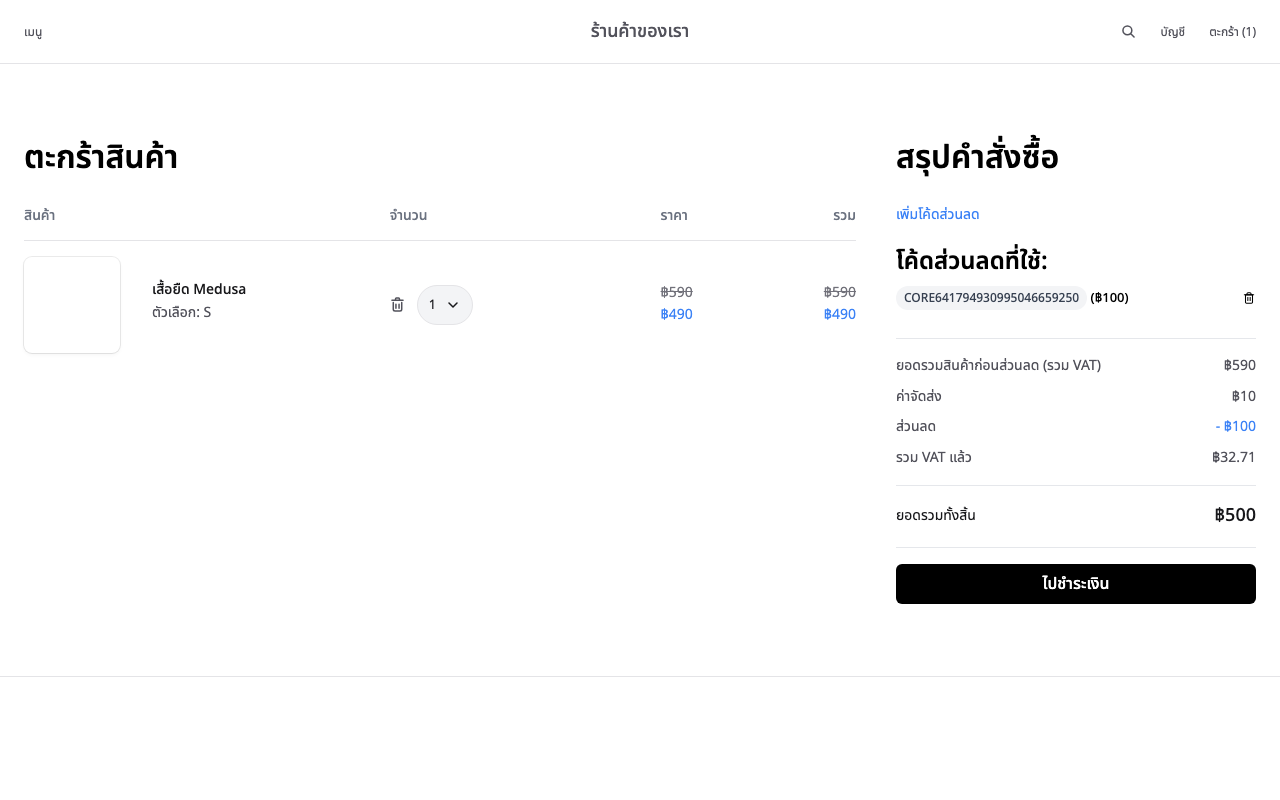 เมนู
ร้านค้าของเรา
บัญชี
ตะกร้า (1)
ตะกร้าสินค้า
สินค้า
จำนวน
ราคา
รวม
เสื้อยืด Medusa
ตัวเลือก: S
1
฿590
฿490
฿590
฿490
สรุปคำสั่งซื้อ
เพิ่มโค้ดส่วนลด
โค้ดส่วนลดที่ใช้:
CORE641794930995046659250 (฿100)
ยอดรวมสินค้าก่อนส่วนลด (รวม VAT) ฿590
ค่าจัดส่ง ฿10
ส่วนลด - ฿100
รวม VAT แล้ว ฿32.71
ยอดรวมทั้งสิ้น ฿500
ไปชำระเงิน